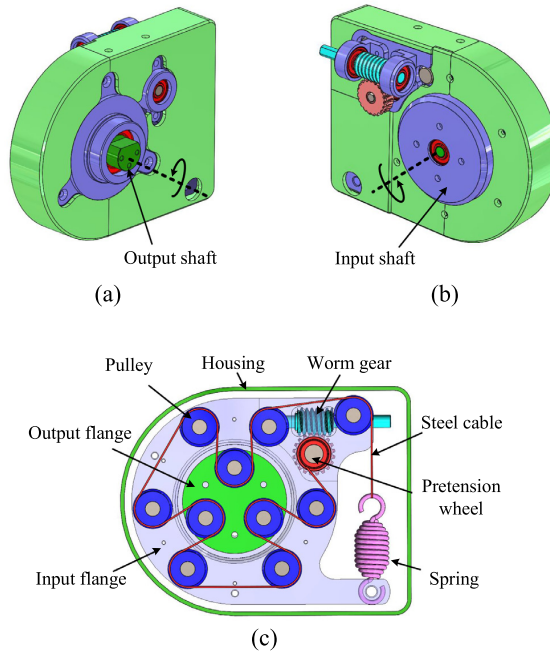 Output shaft
Input shaft
(a)
(b)
Pulley
Housing
Worm gear
Output flange
Steel cable
Pretension
wheel
Input flange
Spring
(c)